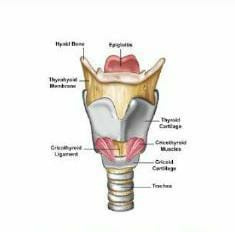 Hyoid Bone
Epiglottis
Thyrohyoid
Membrane
Thyroid
Cartilage
Cricothyroid
Ligament
Cricothyroid
Muscles
Cricoid
Cartilage
Trachea